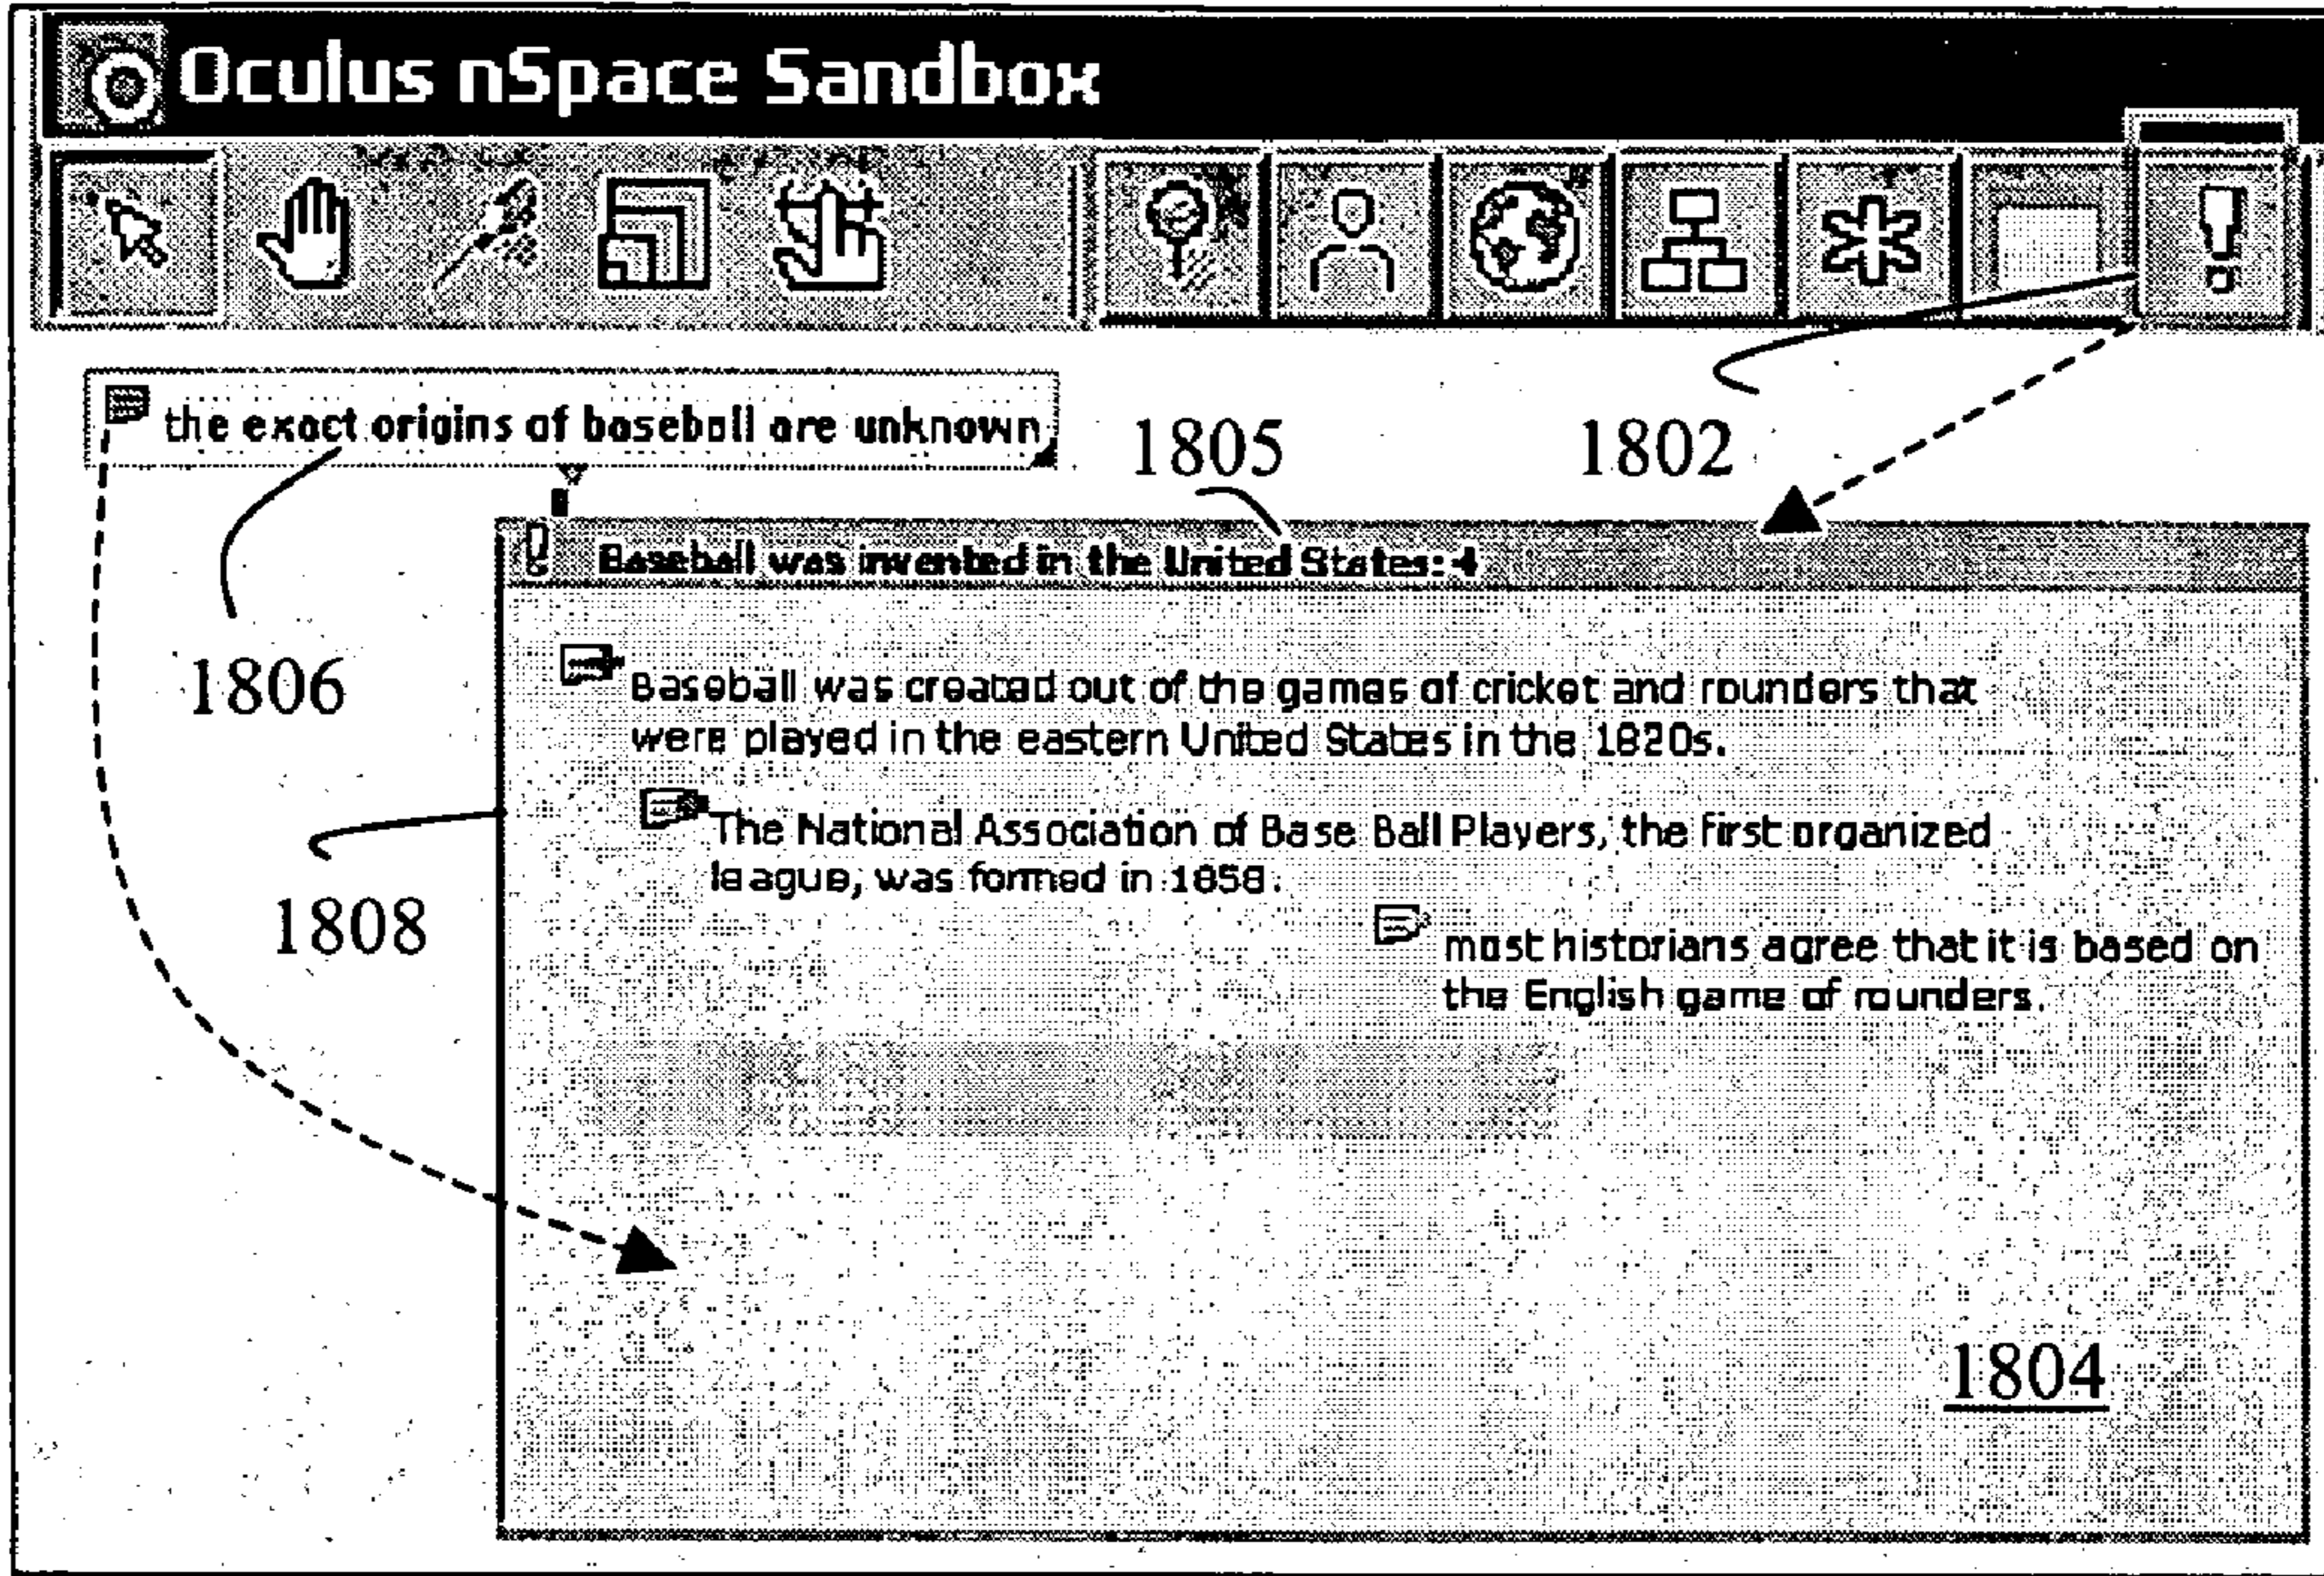 Oculus nSpace Sandbox
the exact origins of baseball are unknown
1805
1802
Baseball was invented in the United States: 4
1806
Baseball was created out of the games of cricket and rounders that
were played in the eastern United States in the 1820s.
The National Association of Base Ball Players, the first organized
league, was formed in 1858.
1808
most historians agree that it is based on
the English game of rounders.
1804